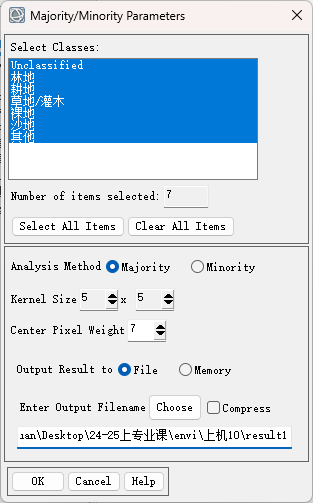 Majority/Minority Parameters
Select Classes:
Unclassified
林地
耕地
草地/灌木
裸地
沙地
其他
Number of items selected: 7
Select All Items Clear All Items
Analysis Method Majority Minority
Kernel Size 5 x 5
Center Pixel Weight 7
Output Result to File Memory
Enter Output Filename Choose Compress
\Desktop\24-25上专业课\envi\上机10\result1
OK Cancel Help